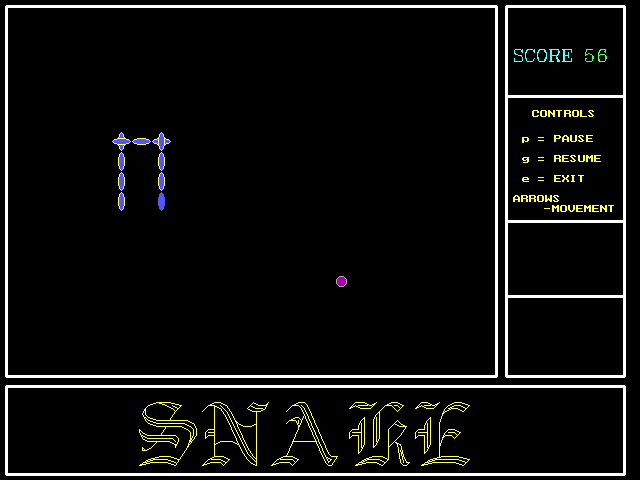 SCORE 56
CONTROLS
p = PAUSE
g = RESUME
e = EXIT
ARROWS
-MOVEMENT
SNAKE